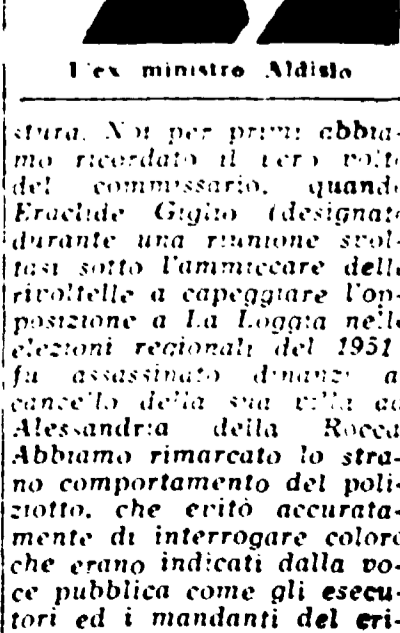 L'ex ministro Aldisio
stura. Noi per primi abbia-
mo ricordato il vero volto
del commissario, quando
Eraclide Giglio (designato
durante una riunione svol-
tasi sotto l'ammiccare delle
rivoltelle a capeggiare l'op-
posizione a La Loggia nelle
elezioni regionali del 1951
fu assassinato dinanzi al
cancello della sua villa ad
Alessandria della Rocca
Abbiamo rimarcato lo stra-
no comportamento del poli-
ziotto, che evitò accurata-
mente di interrogare coloro
che erano indicati dalla vo-
ce pubblica come gli esecu-
tori ed i mandanti del cri-